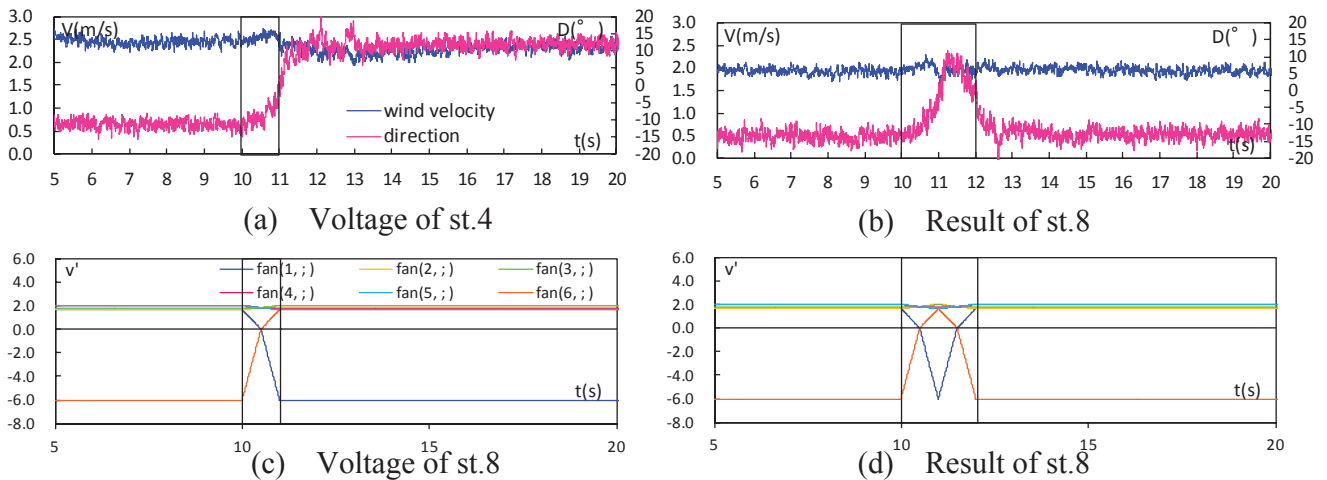 3.0 V(m/s) D(°) 20
2.5 15
2.0 10
1.5 5
1.0 0
0.5 -5
0.0 -10
-15
-20
wind velocity
direction
t(s)
5 6 7 8 9 10 11 12 13 14 15 16 17 18 19 20
(a) Voltage of st.4
3.0 V(m/s) D(°) 20
2.5 15
2.0 10
1.5 5
1.0 0
0.5 -5
0.0 -10
-15
-20
t(s)
5 6 7 8 9 10 11 12 13 14 15 16 17 18 19 20
(b) Result of st.8
6.0 v'
4.0
2.0
0.0
-2.0
-4.0
-6.0
-8.0
fan(1, ; ) fan(2, ; ) fan(3, ; )
fan(4, ; ) fan(5, ; ) fan(6, ; )
t(s)
5 10 15 20
(c) Voltage of st.8
6.0 v'
4.0
2.0
0.0
-2.0
-4.0
-6.0
-8.0
t(s)
5 10 15 20
(d) Result of st.8